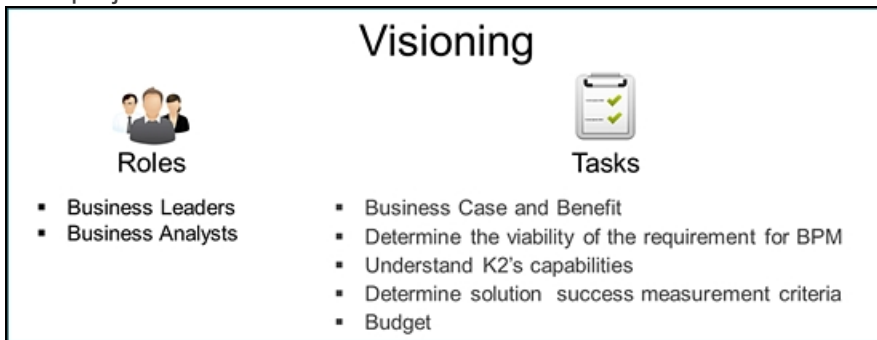 Visioning
Roles
Tasks
▪ Business Leaders
▪ Business Analysts
▪ Business Case and Benefit
▪ Determine the viability of the requirement for BPM
▪ Understand K2's capabilities
▪ Determine solution success measurement criteria
▪ Budget